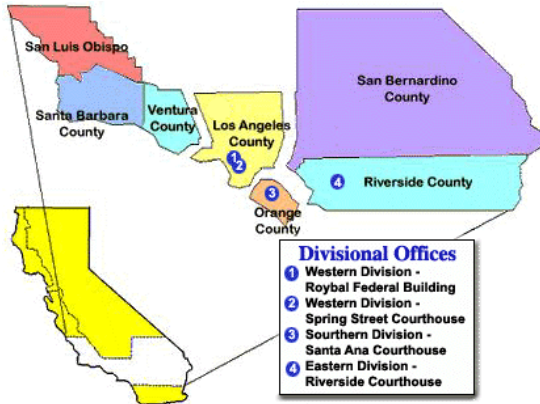 San Luis Obispo
Santa Barbara
County
Ventura
County
Los Angeles
County
1
2
3
Orange
County
San Bernardino
County
4 Riverside County
Divisional Offices
1 Western Division -
Roybal Federal Building
2 Western Division -
Spring Street Courthouse
3 Sourthern Division -
Santa Ana Courthouse
4 Eastern Division -
Riverside Courthouse